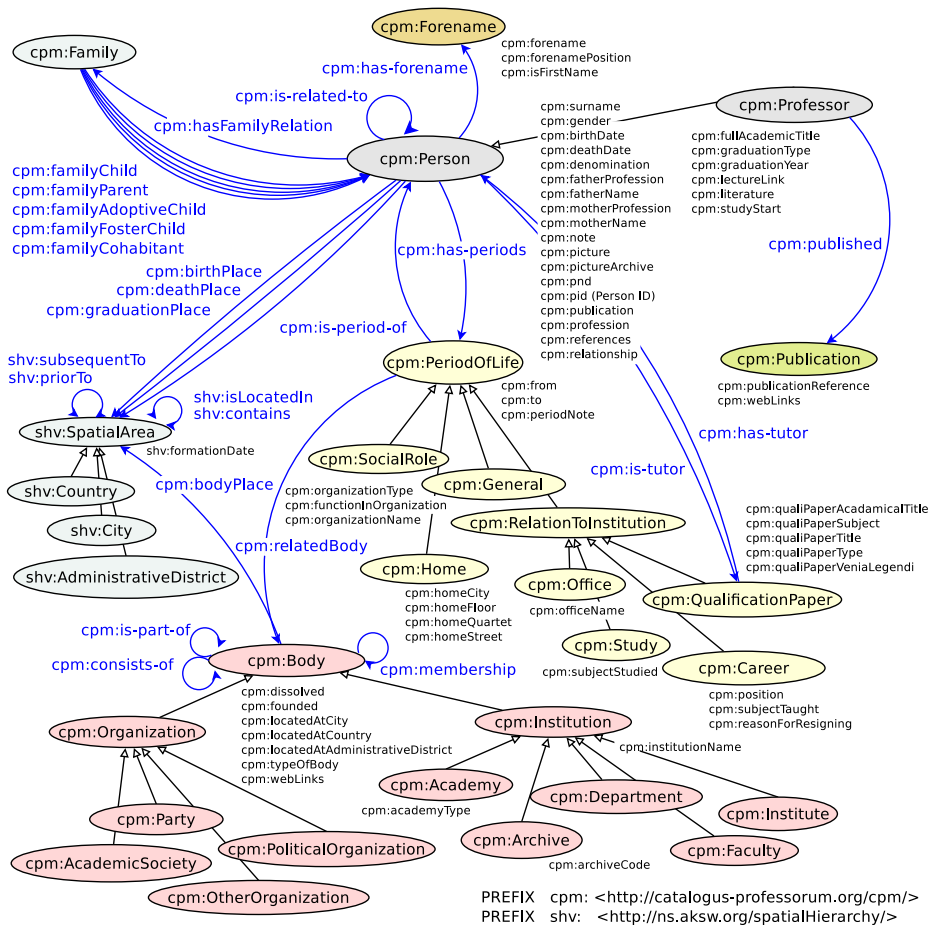 cpm:Forename
cpm:forename
cpm:forenamePosition
cpm:isFirstName
cpm:Family
cpm:has-forename
cpm:is-related-to
cpm:hasFamilyRelation
cpm:Person
cpm:Professor
cpm:fullAcademicTitle
cpm:graduationType
cpm:graduationYear
cpm:lectureLink
cpm:literature
cpm:studyStart
cpm:surname
cpm:gender
cpm:birthDate
cpm:deathDate
cpm:denomination
cpm:fatherProfession
cpm:fatherName
cpm:motherProfession
cpm:motherName
cpm:note
cpm:picture
cpm:pictureArchive
cpm:pnd
cpm:pid (Person ID)
cpm:publication
cpm:profession
cpm:references
cpm:relationship
cpm:familyChild
cpm:familyParent
cpm:familyAdoptiveChild
cpm:familyFosterChild
cpm:familyCohabitant
cpm:birthPlace
cpm:deathPlace
cpm:graduationPlace
cpm:has-periods
cpm:is-period-of
cpm:published
cpm:Publication
cpm:publicationReference
cpm:webLinks
cpm:PeriodOfLife
cpm:from
cpm:to
cpm:periodNote
shv:subsequentTo
shv:priorTo
shv:isLocatedIn
shv:contains
shv:SpatialArea
shv:formationDate
shv:Country
shv:City
shv:AdministrativeDistrict
cpm:bodyPlace
cpm:relatedBody
cpm:SocialRole
cpm:organizationType
cpm:functionInOrganization
cpm:organizationName
cpm:General
cpm:RelationToInstitution
cpm:has-tutor
cpm:is-tutor
cpm:qualiPaperAcadamicalTitle
cpm:qualiPaperSubject
cpm:qualiPaperTitle
cpm:qualiPaperType
cpm:qualiPaperVeniaLegendi
cpm:QualificationPaper
cpm:Home
cpm:homeCity
cpm:homeFloor
cpm:homeQuartet
cpm:homeStreet
cpm:Office
cpm:officeName
cpm:Study
cpm:subjectStudied
cpm:Career
cpm:position
cpm:subjectTaught
cpm:reasonForResigning
cpm:is-part-of
cpm:consists-of
cpm:Body
cpm:membership
cpm:dissolved
cpm:founded
cpm:locatedAtCity
cpm:locatedAtCountry
cpm:locatedAtAdministrativeDistrict
cpm:typeOfBody
cpm:webLinks
cpm:Organization
cpm:Institution
cpm:institutionName
cpm:Academy
cpm:academyType
cpm:Department
cpm:Institute
cpm:Archive
cpm:archiveCode
cpm:Faculty
cpm:Party
cpm:AcademicSociety
cpm:PoliticalOrganization
cpm:OtherOrganization
PREFIX cpm: <http://catalogus-professorum.org/cpm/>
PREFIX shv: <http://ns.aksw.org/spatialHierarchy/>